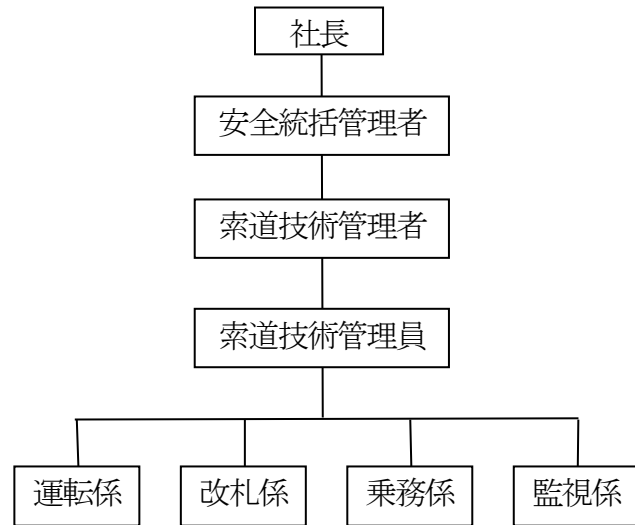 社長
安全統括管理者
索道技術管理者
索道技術管理員
運転係
改札係
乗務係
監視係